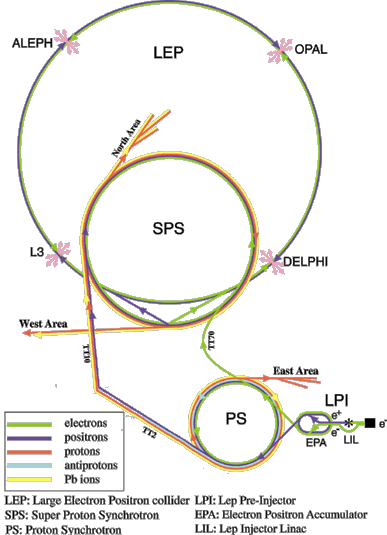 ALEPH
LEP
OPAL
North Area
SPS
L3
DELPHI
West Area
TT10
TT70
East Area
LPI
PS
e+
e-
e-
EPA
LIL
TT2
electrons
positrons
protons
antiprotons
Pb ions
LEP: Large Electron Positron collider
LPI: Lep Pre-Injector
SPS: Super Proton Synchrotron
EPA: Electron Positron Accumulator
PS: Proton Synchrotron
LIL: Lep Injector Linac